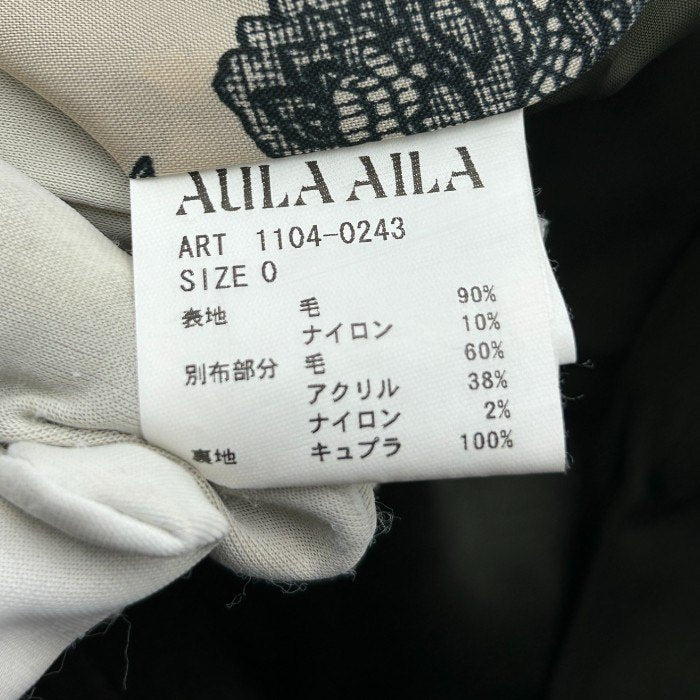 AULA AILA
ART 1104-0243
SIZE 0
表地 毛 90%
ナイロン 10%
別布部分 毛 60%
アクリル 38%
ナイロン 2%
裏地 キュプラ 100%